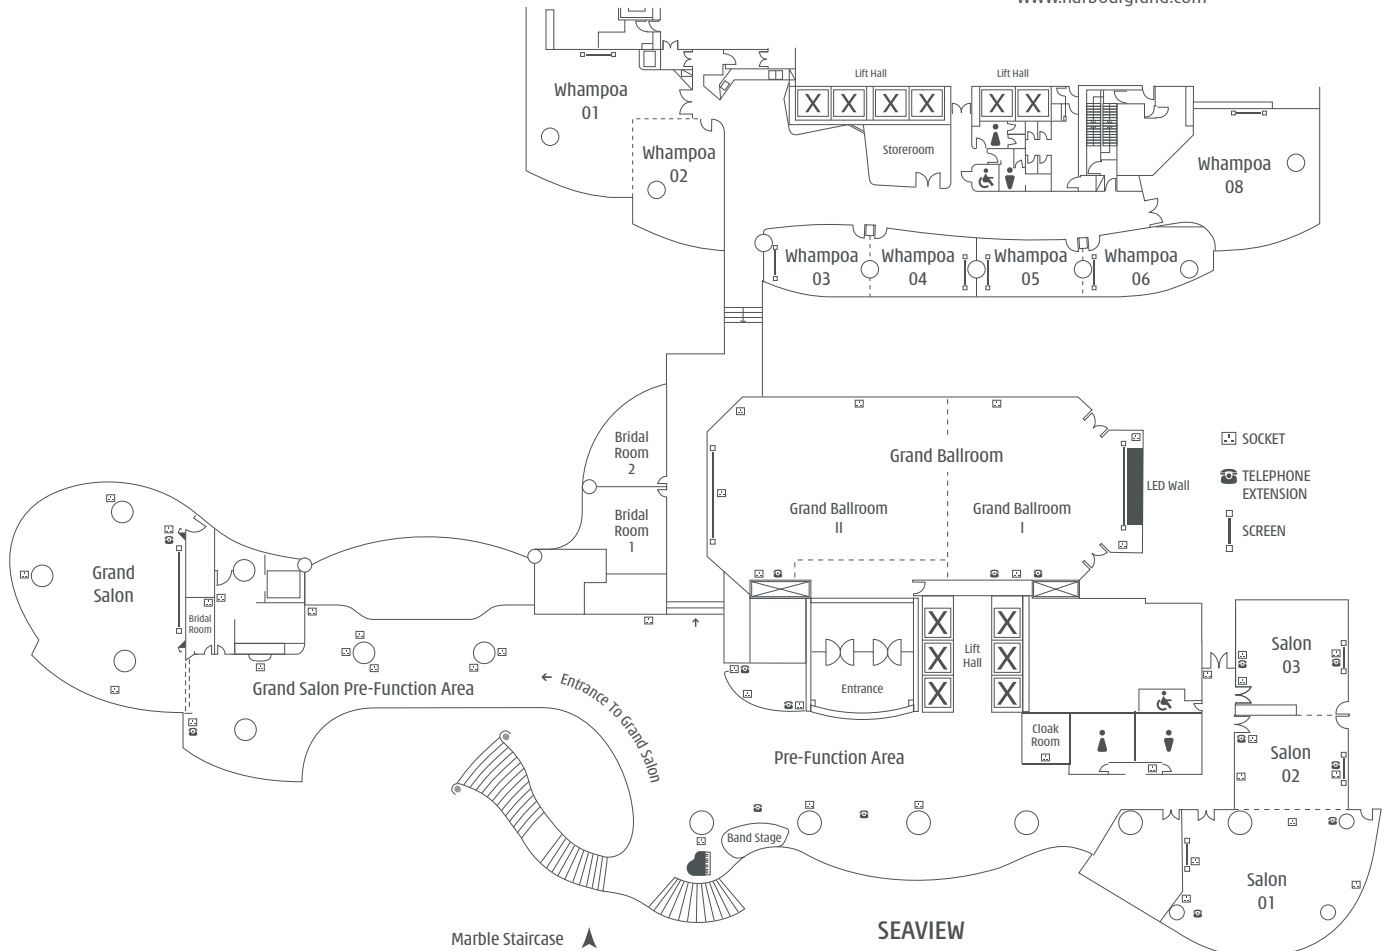 www.harbourgrand.com
Lift Hall
Lift Hall
Whampoa
01
Whampoa
02
Storeroom
Whampoa
08
Whampoa
03
Whampoa
04
Whampoa
05
Whampoa
06
Bridal
Room
2
Bridal
Room
1
Grand Ballroom
Grand Ballroom
II
Grand Ballroom
I
LED Wall
SOCKET
TELEPHONE
EXTENSION
SCREEN
Grand
Salon
Bridal
Room
Grand Salon Pre-Function Area
Entrance To Grand Salon
Entrance
Lift
Hall
Cloak
Room
Pre-Function Area
Salon
03
Salon
02
Salon
01
Band Stage
Marble Staircase
SEAVIEW